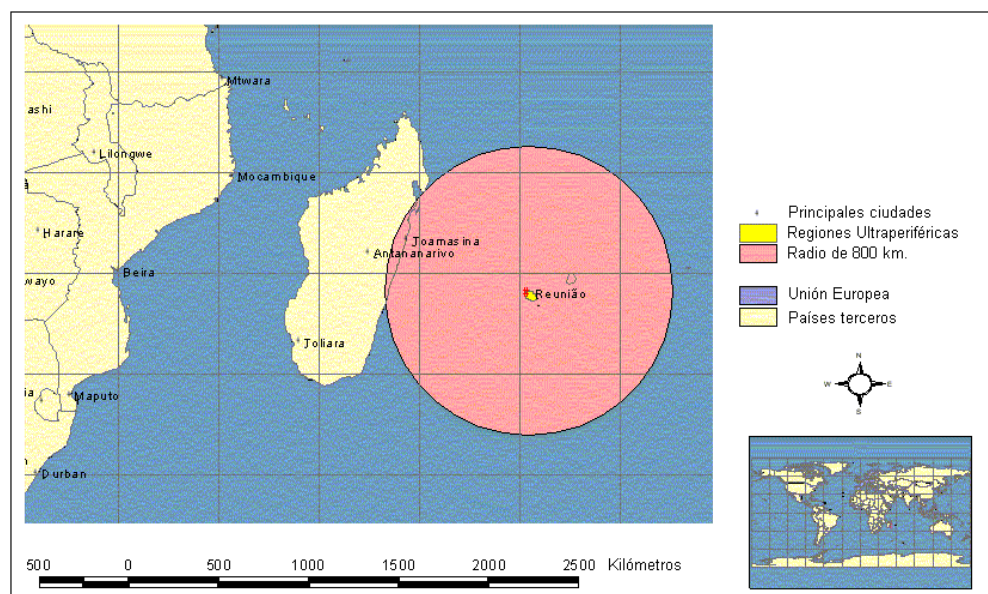 Mtwara
ashi
Lilongwe
Mocambique
Harare
Joamasina
Antananarivo
Beira
wayo
Reunião
Toliara
Maputo
Durban
Principales ciudades
Regiones Ultraperiféricas
Radio de 800 km.
Unión Europea
Países terceros
N
W E
S
500 0 500 1000 1500 2000 2500 Kilómetros